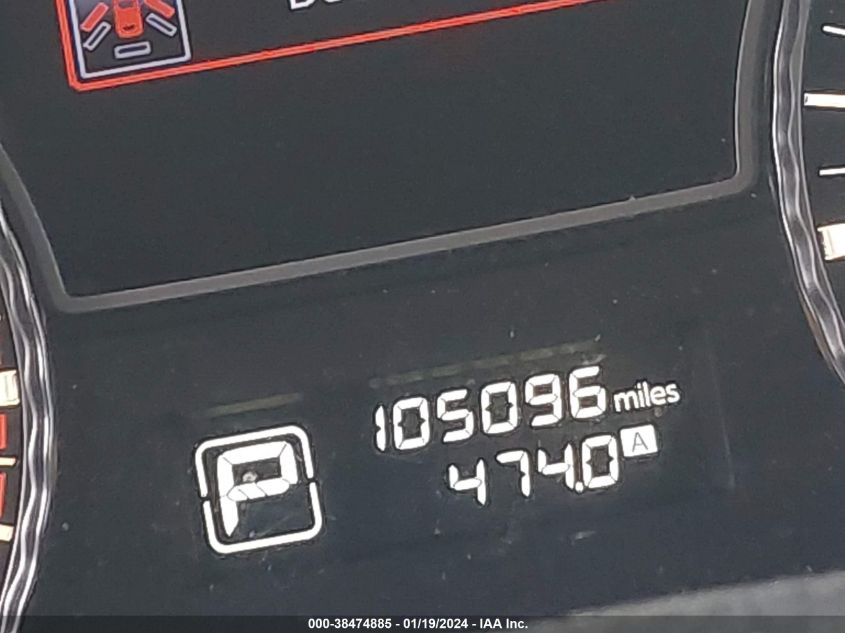 105096 miles
474.0 A
P
000-38474885 - 01/19/2024 - IAA Inc.